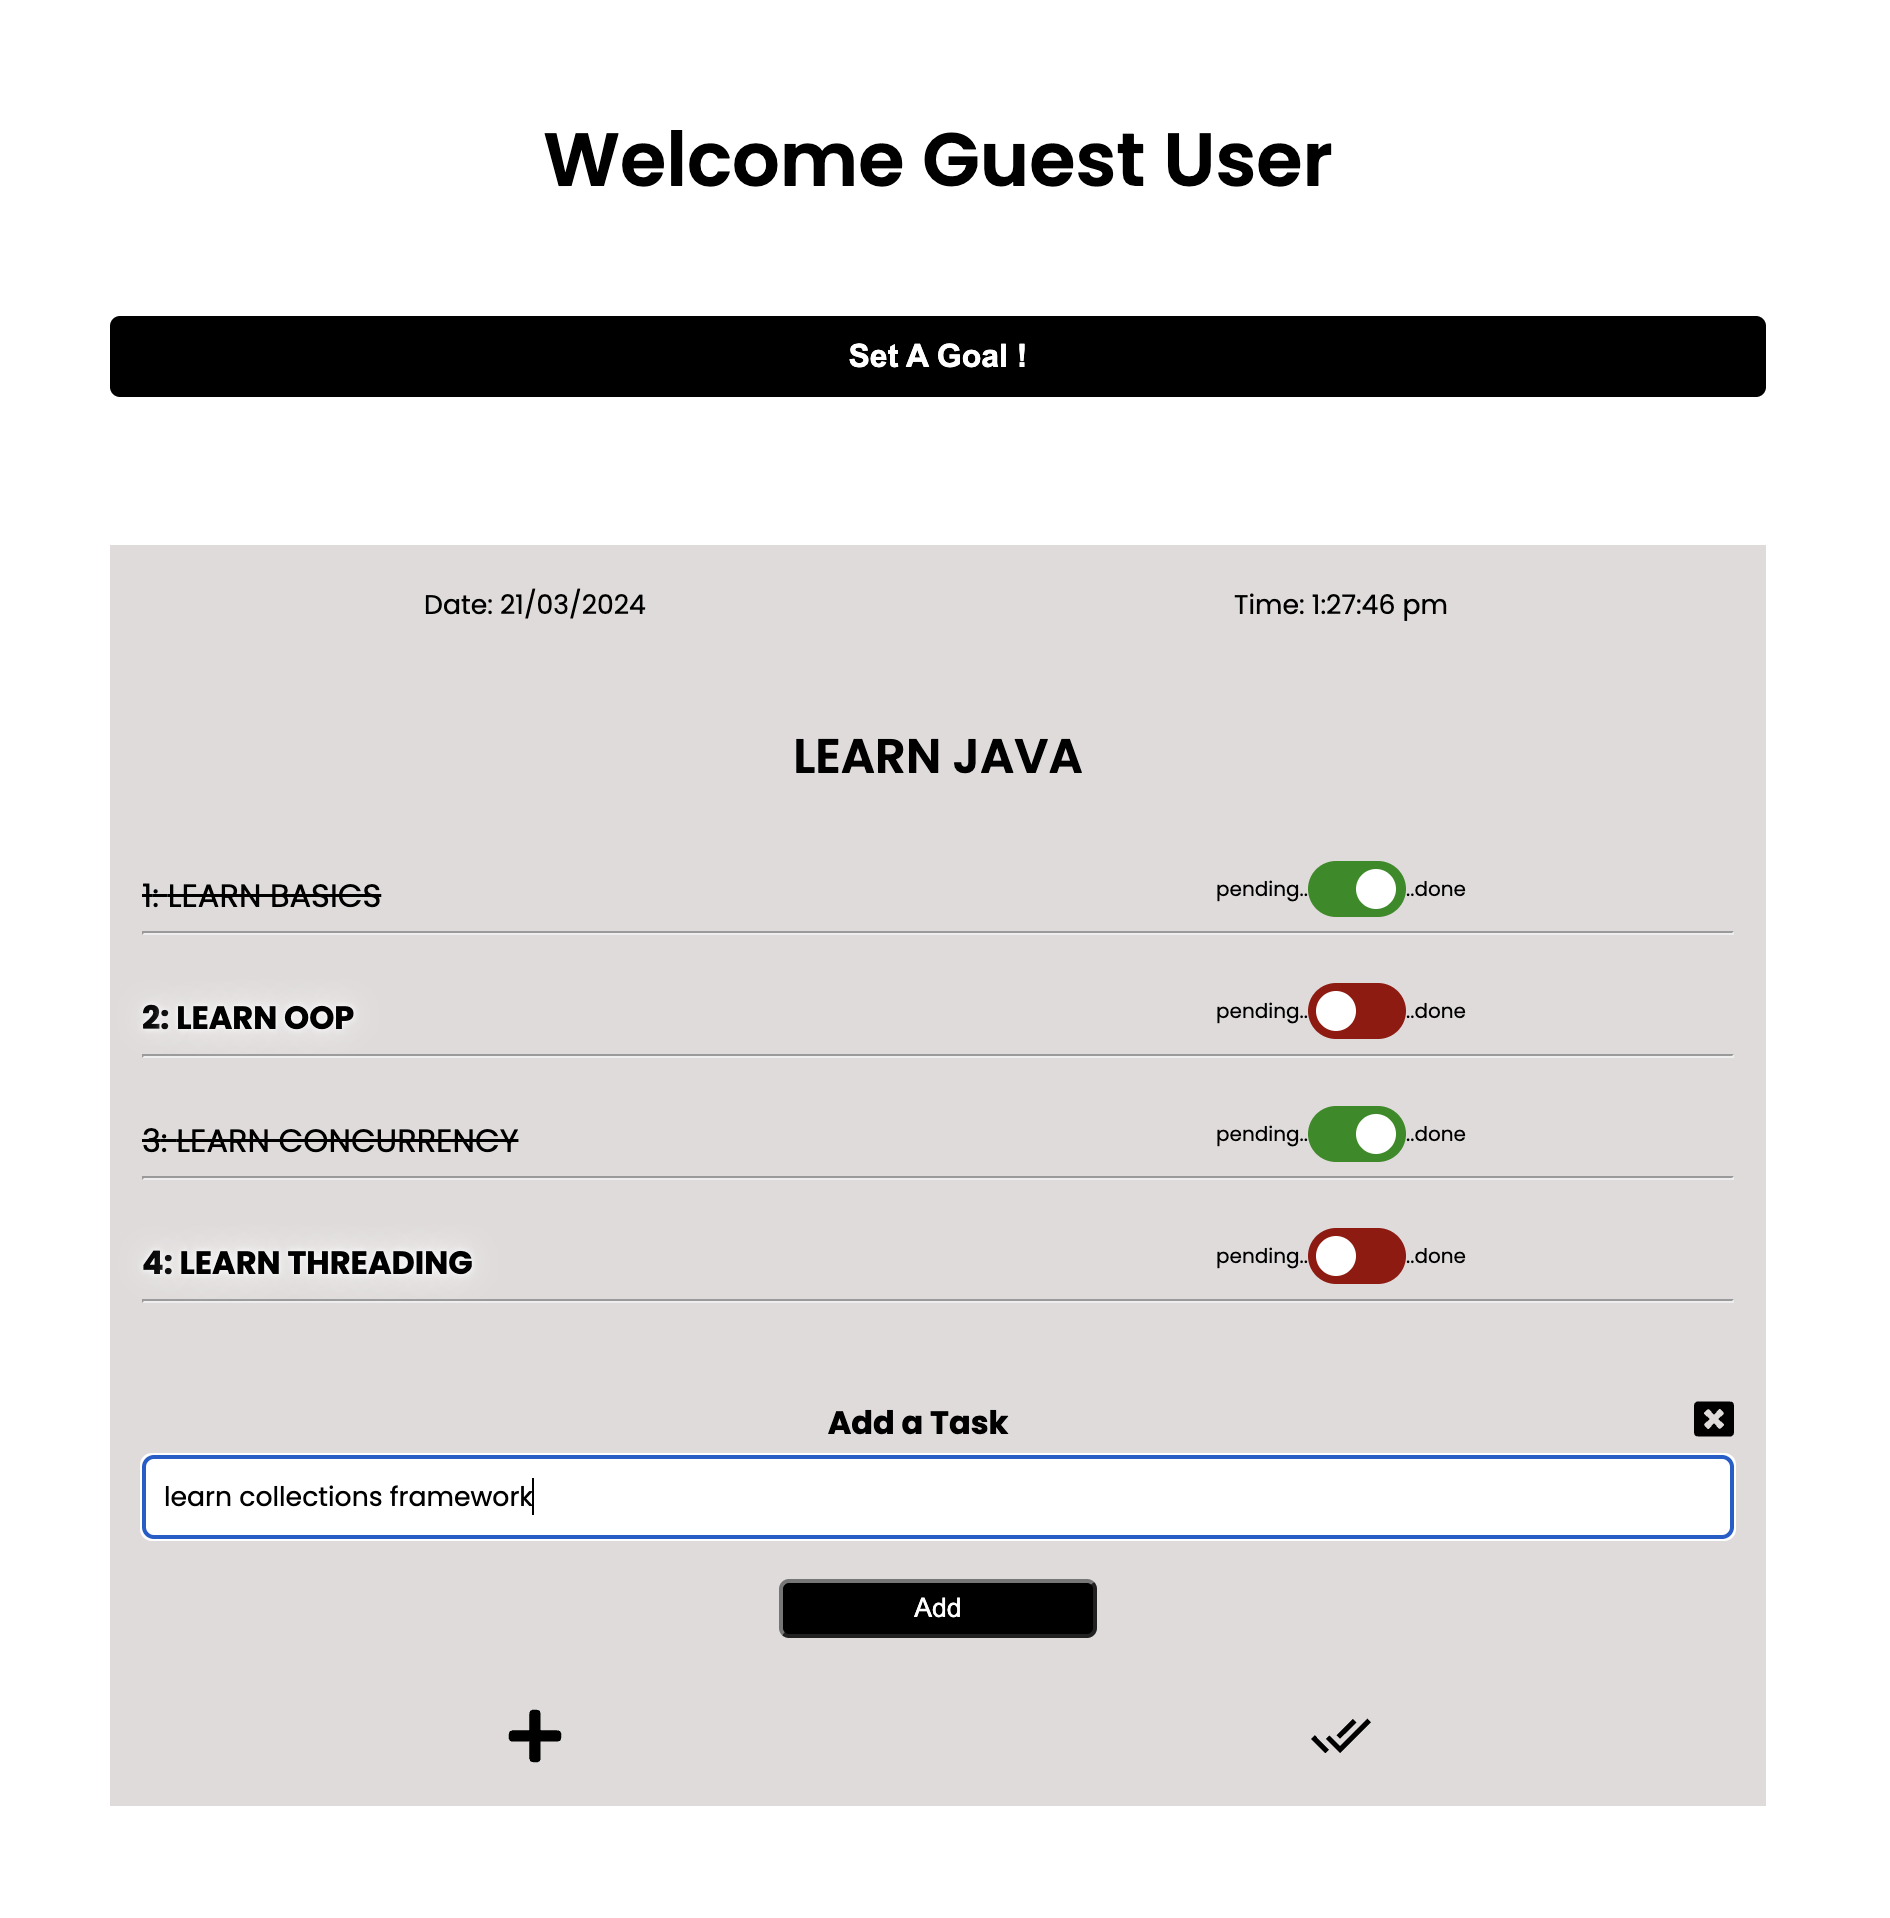 Welcome Guest User
Set A Goal !
Date: 21/03/2024 Time: 1:27:46 pm
LEARN JAVA
1: LEARN BASICS pending.. ..done
2: LEARN OOP pending.. ..done
3: LEARN CONCURRENCY pending.. ..done
4: LEARN THREADING pending.. ..done
Add a Task
learn collections framework
Add